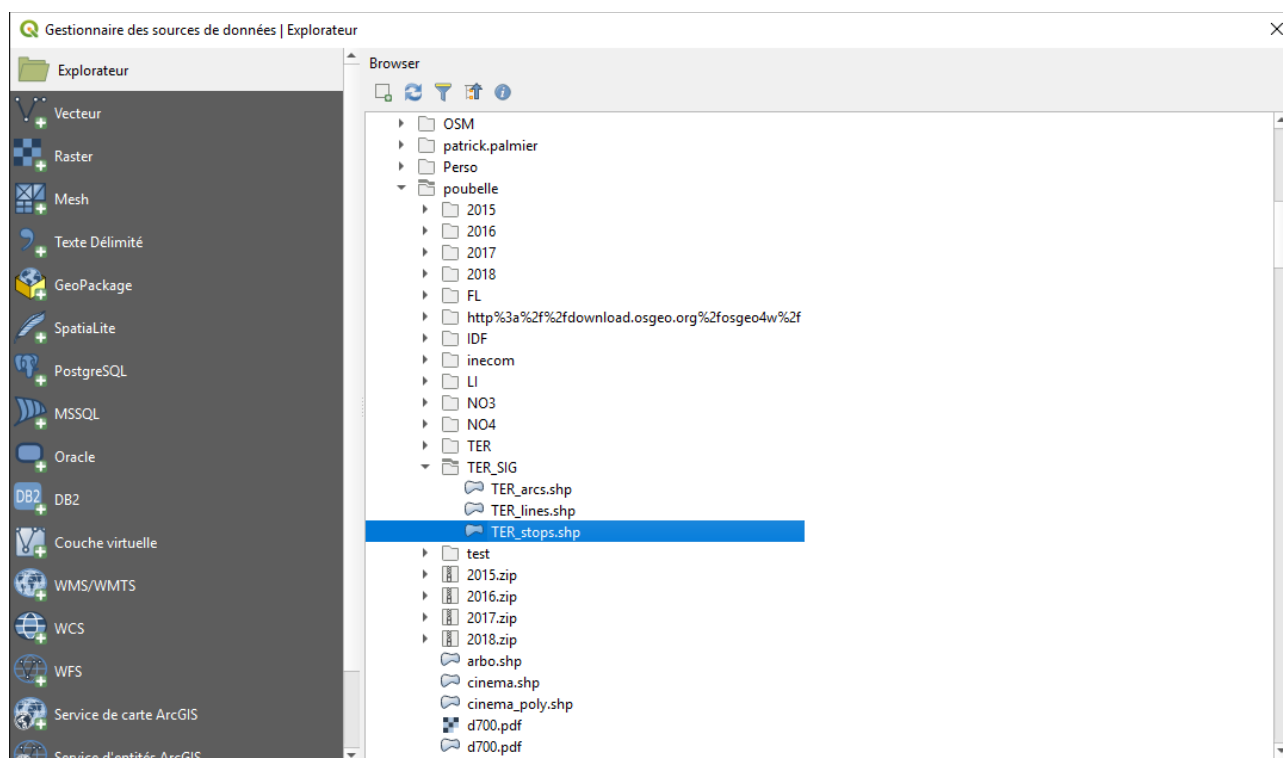 Gestionnaire des sources de données | Explorateur
Explorateur
Vecteur
Raster
Mesh
Texte Délimité
GeoPackage
SpatiaLite
PostgreSQL
MSSQL
Oracle
DB2
DB2
Couche virtuelle
WMS/WMTS
WCS
WFS
Service de carte ArcGIS
Service d'entités ArcGIS
Browser
OSM
patrick.palmier
Perso
poubelle
2015
2016
2017
2018
FL
http%3a%2f%2fdownload.osgeo.org%2fosgeo4w%2f
IDF
inecom
LI
NO3
NO4
TER
TER_SIG
TER_arcs.shp
TER_lines.shp
TER_stops.shp
test
2015.zip
2016.zip
2017.zip
2018.zip
arbo.shp
cinema.shp
cinema_poly.shp
d700.pdf
d700.pdf